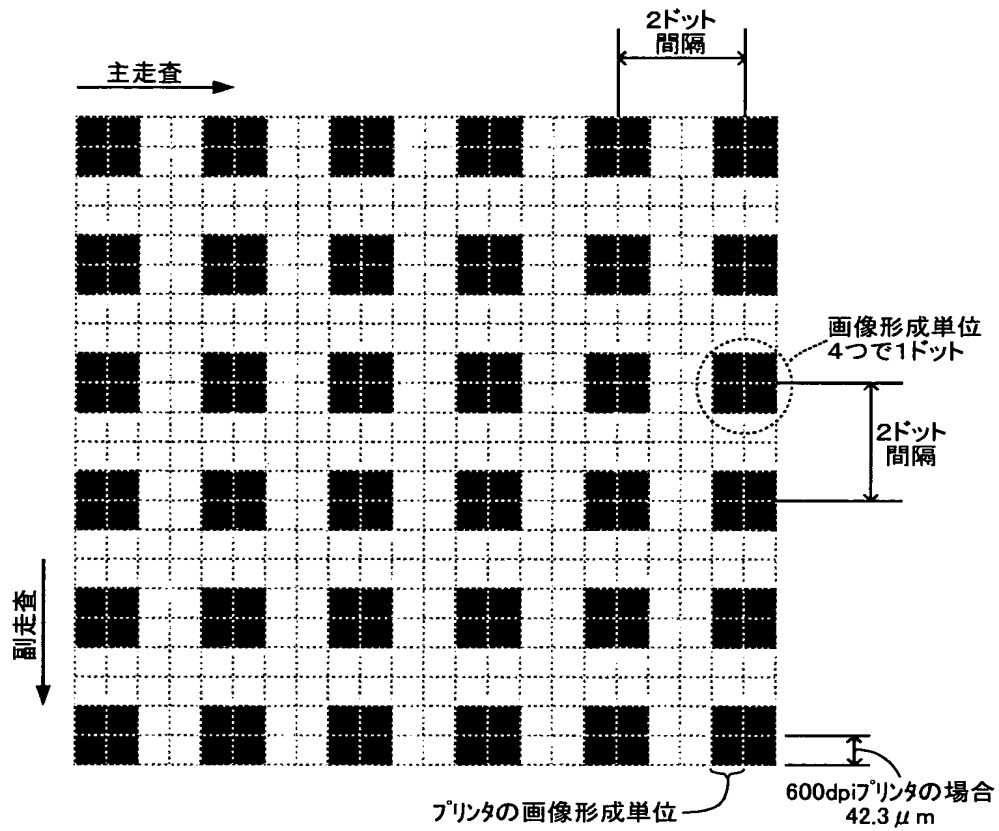 2ドット
間隔
主走査
画像形成単位
4つで1ドット
2ドット
間隔
副走査
プリンタの画像形成単位
600dpiプリンタの場合
42.3μm